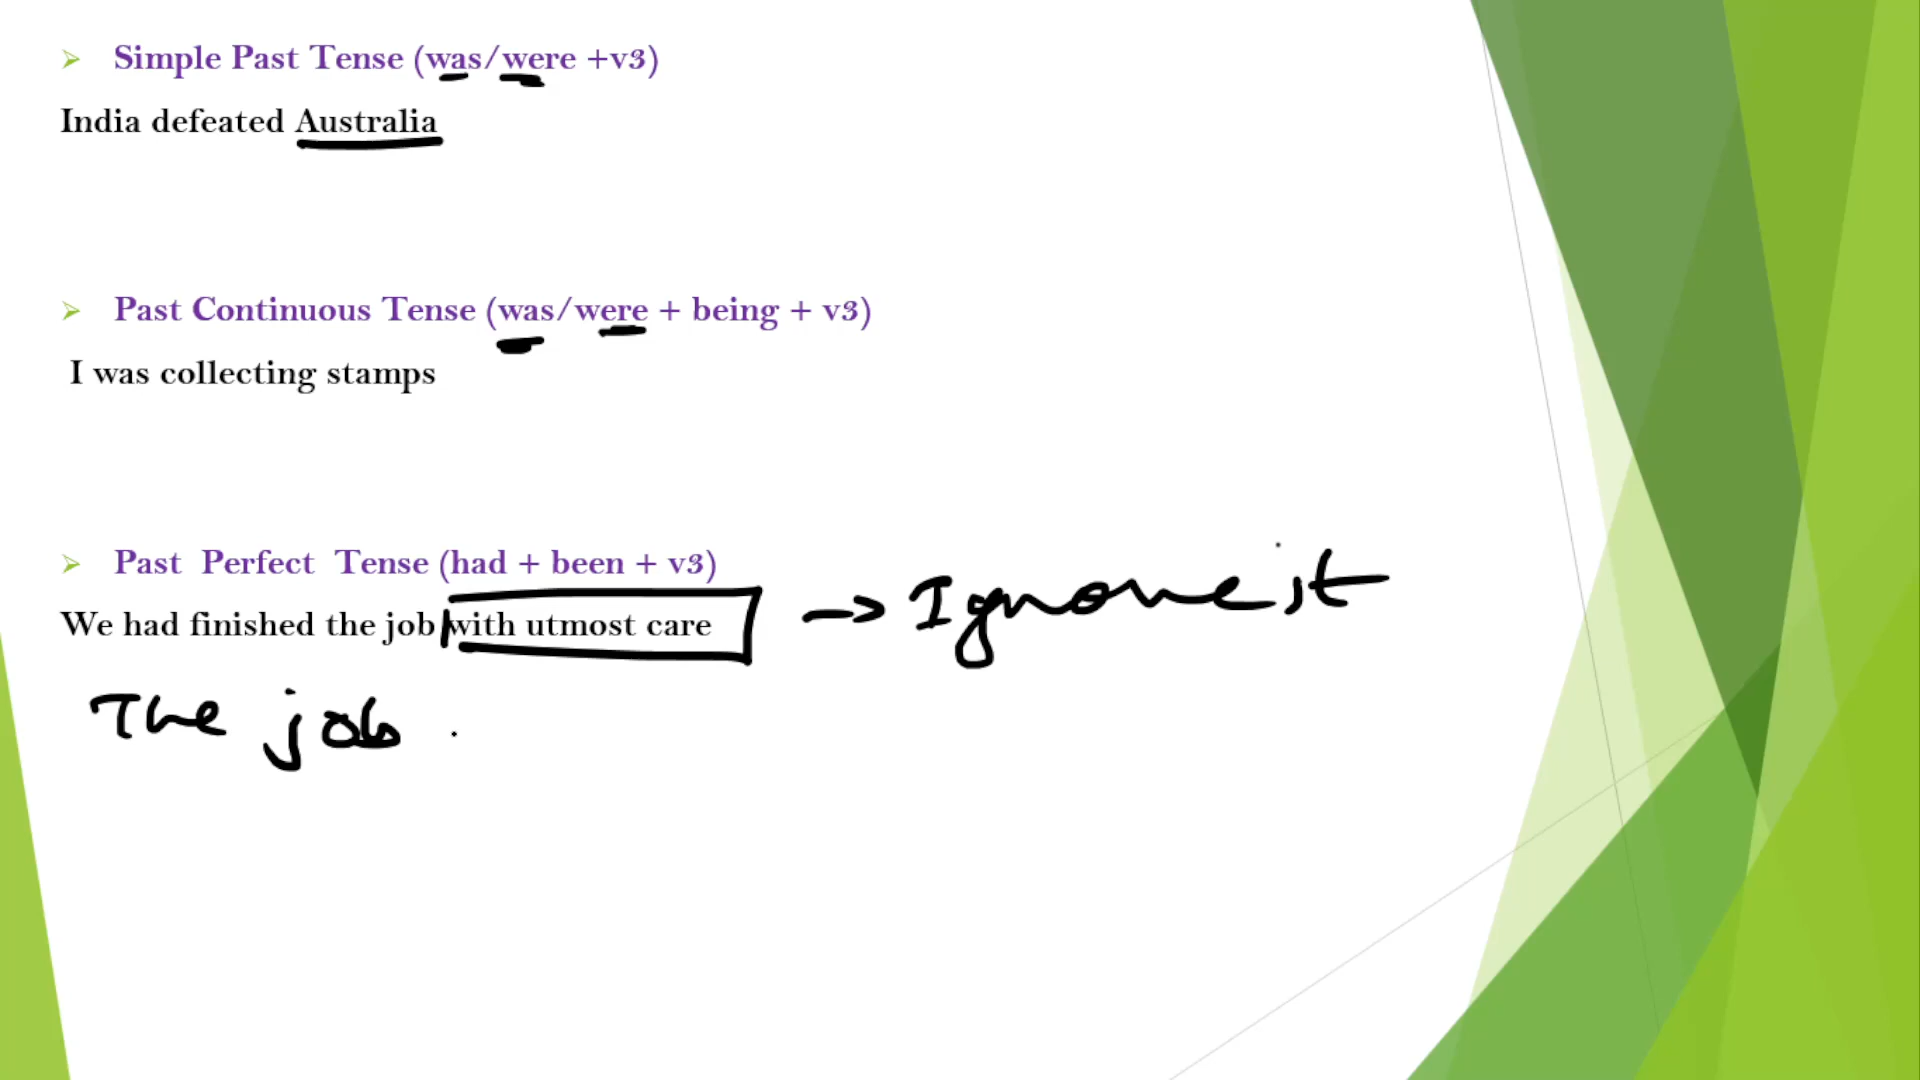 Simple Past Tense (was/were +v3)
India defeated Australia
Past Continuous Tense (was/were + being + v3)
I was collecting stamps
Past Perfect Tense (had + been + v3)
We had finished the job with utmost care → Ignore it
The job